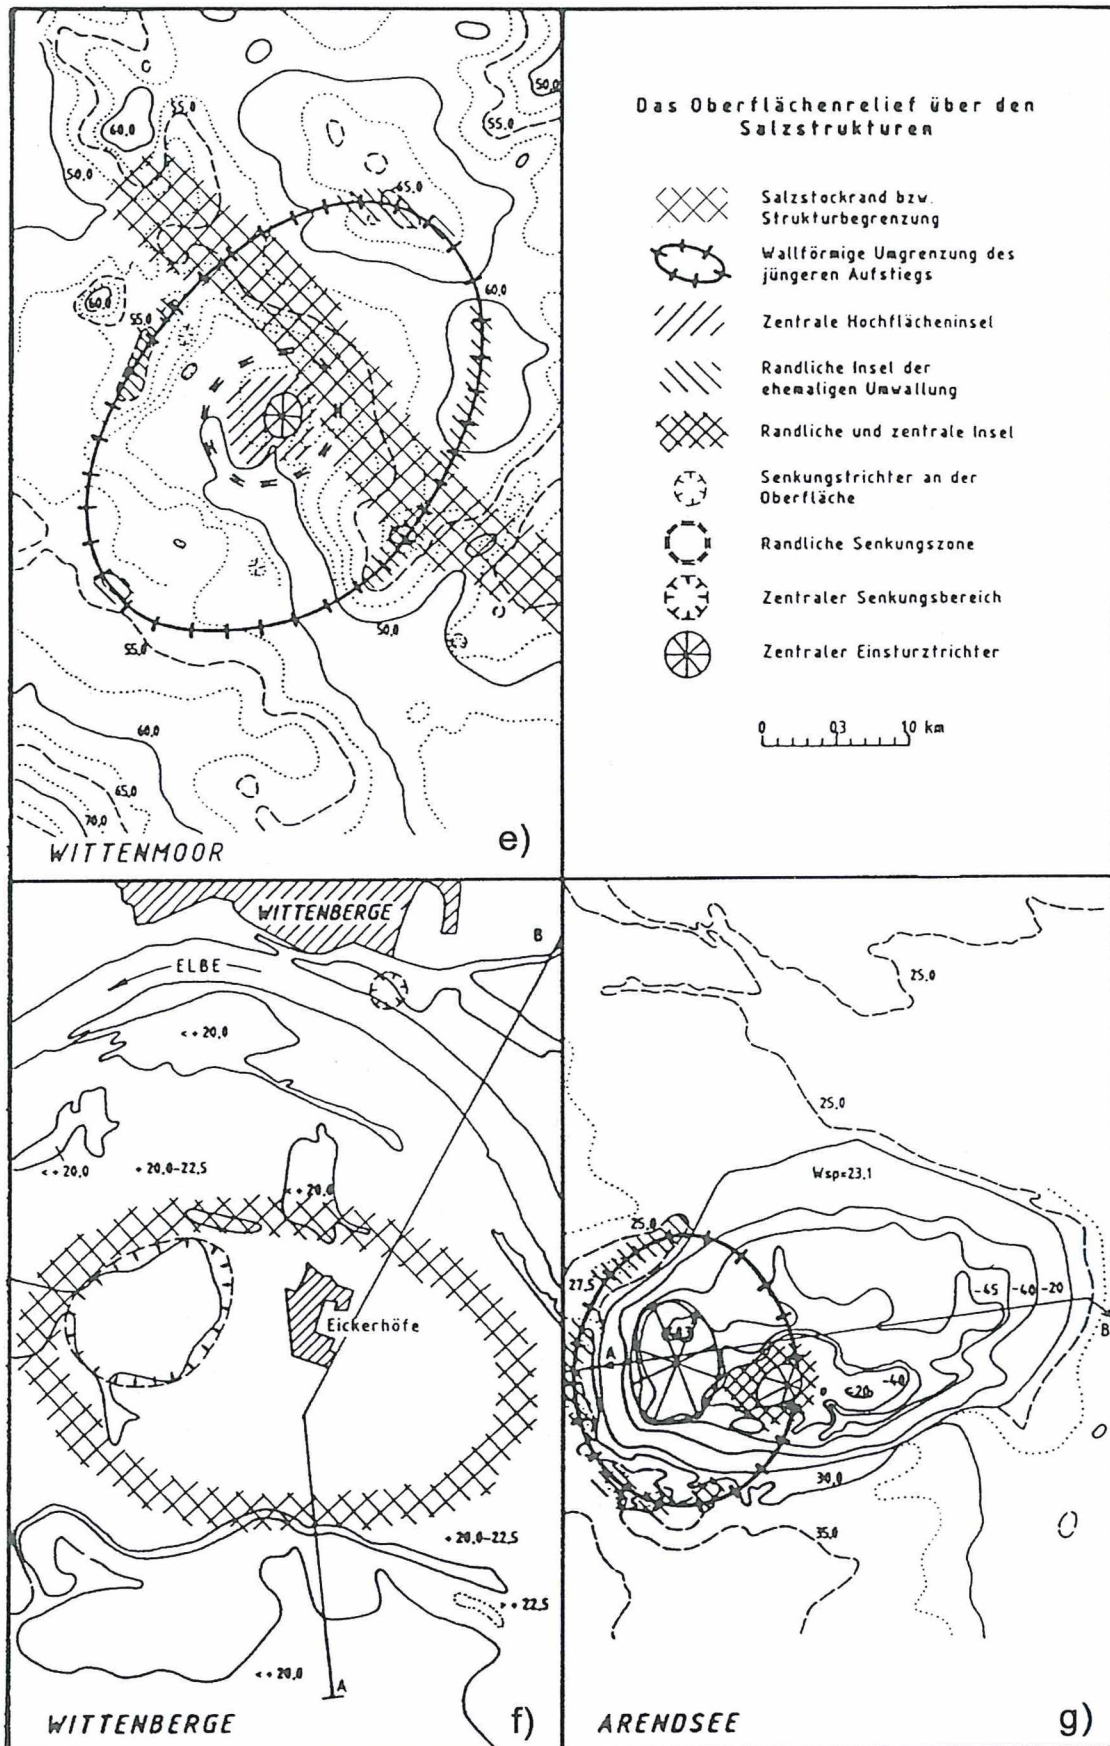 Das Oberflächenrelief über den
Salzstrukturen
Salzstockrand bzw.
Strukturbegrenzung
Wallförmige Umgrenzung des
jüngeren Aufstiegs
Zentrale Hochflächeninsel
Randliche Insel der
ehemaligen Umwallung
Randliche und zentrale Insel
Senkungstrichter an der
Oberfläche
Randliche Senkungszone
Zentraler Senkungsbereich
Zentraler Einsturztrichter
0 0,3 1,0 km
55,0
60,0
50,0
50,0
55,0
65,0
60,0
60,0
55,0
50,0
55,0
60,0
65,0
70,0
WITTENMOOR
e)
WITTENBERGE
B
ELBE
<+20,0
<+20,0
+20,0-22,5
<+20,0
Eickerhöfe
+20,0-22,5
>+22,5
<+20,0
A
WITTENBERGE
f)
25,0
25,0
Wsp=23,1
25,0
27,5
-45
-40
-20
A
B
-40
<-20
30,0
35,0
ARENDSEE
g)